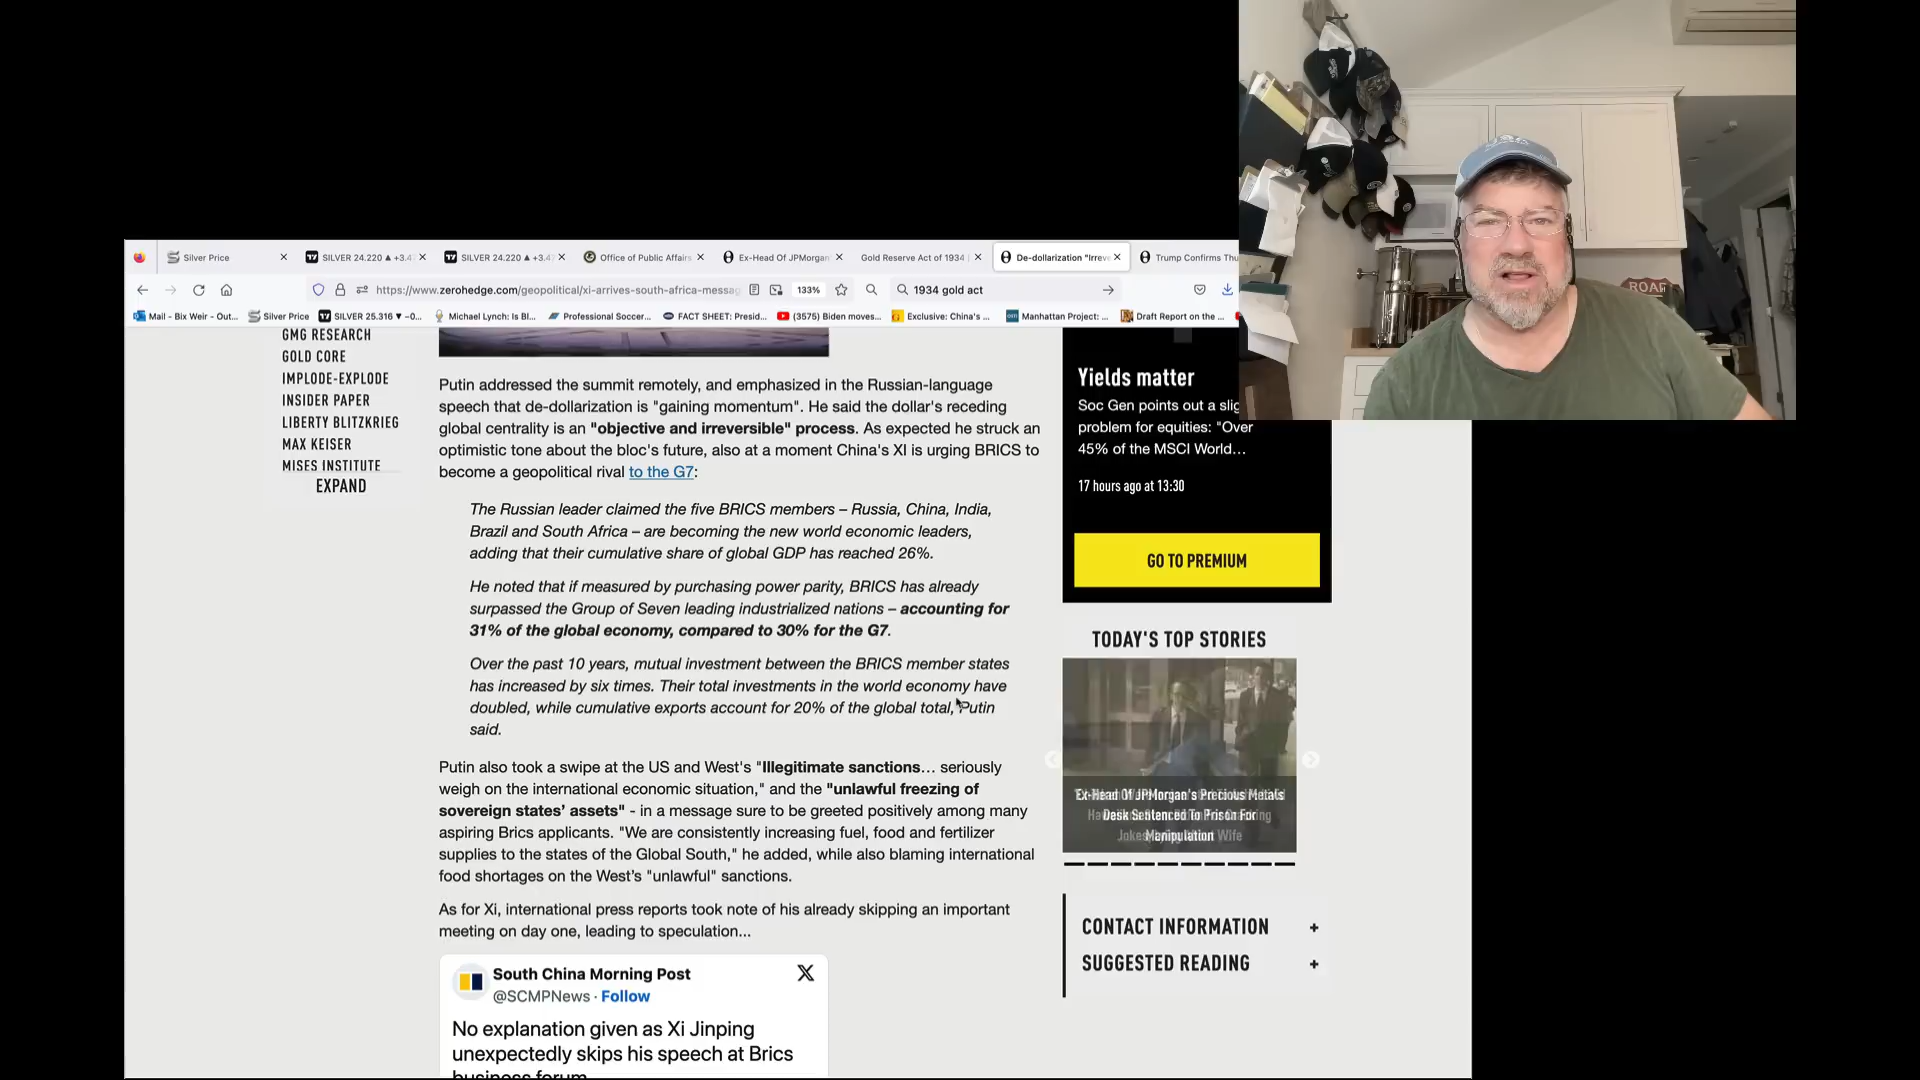 Silver Price
SILVER 24.220 ▲ +3.4
SILVER 24.220 ▲ +3.4
Office of Public Affairs
Ex-Head Of JPMorgan
Gold Reserve Act of 1934
De-dollarization "Irreve
Trump Confirms Thu
https://www.zerohedge.com/geopolitical/xi-arrives-south-africa-messag
133%
1934 gold act
Mail - Bix Weir - Out...
Silver Price
SILVER 25.316 ▼ −0...
Michael Lynch: Is Bl...
Professional Soccer...
FACT SHEET: Presid...
(3575) Biden moves...
Exclusive: China's ...
Manhattan Project: ...
Draft Report on the ...
GMG RESEARCH
GOLD CORE
IMPLODE-EXPLODE
INSIDER PAPER
LIBERTY BLITZKRIEG
MAX KEISER
MISES INSTITUTE
EXPAND
Putin addressed the summit remotely, and emphasized in the Russian-language
speech that de-dollarization is "gaining momentum". He said the dollar's receding
global centrality is an "objective and irreversible" process. As expected he struck an
optimistic tone about the bloc's future, also at a moment China's XI is urging BRICS to
become a geopolitical rival to the G7:
The Russian leader claimed the five BRICS members – Russia, China, India,
Brazil and South Africa – are becoming the new world economic leaders,
adding that their cumulative share of global GDP has reached 26%.
He noted that if measured by purchasing power parity, BRICS has already
surpassed the Group of Seven leading industrialized nations – accounting for
31% of the global economy, compared to 30% for the G7.
Over the past 10 years, mutual investment between the BRICS member states
has increased by six times. Their total investments in the world economy have
doubled, while cumulative exports account for 20% of the global total, Putin
said.
Putin also took a swipe at the US and West's "Illegitimate sanctions… seriously
weigh on the international economic situation," and the "unlawful freezing of
sovereign states’ assets" - in a message sure to be greeted positively among many
aspiring Brics applicants. "We are consistently increasing fuel, food and fertilizer
supplies to the states of the Global South," he added, while also blaming international
food shortages on the West’s "unlawful" sanctions.
As for Xi, international press reports took note of his already skipping an important
meeting on day one, leading to speculation...
South China Morning Post
@SCMPNews · Follow
No explanation given as Xi Jinping
unexpectedly skips his speech at Brics
business forum
Yields matter
Soc Gen points out a slig
problem for equities: "Over
45% of the MSCI World…
17 hours ago at 13:30
GO TO PREMIUM
TODAY'S TOP STORIES
Ex-Head Of JPMorgan's Precious Metals
Desk Sentenced To Prison For
Manipulation
CONTACT INFORMATION +
SUGGESTED READING +
ROAR